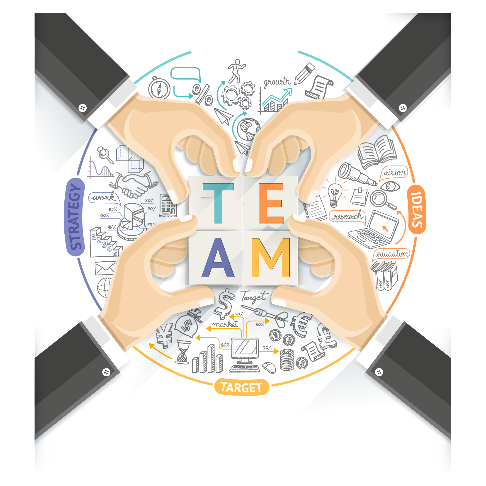 growth
T E
A M
STRATEGY
IDEAS
vision
research
education
Target
market
TARGET